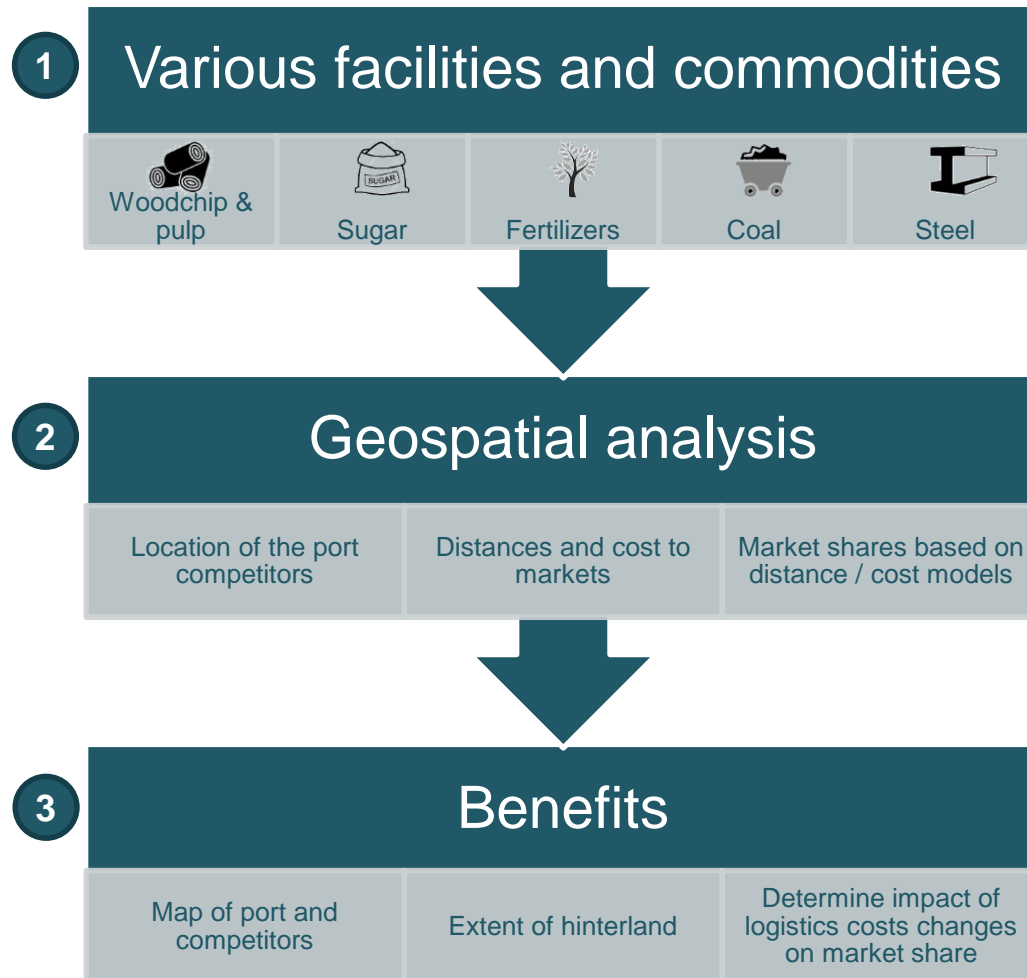 1
Various facilities and commodities
SUGAR
Woodchip &
pulp
Sugar
Fertilizers
Coal
Steel
2
Geospatial analysis
Location of the port
competitors
Distances and cost to
markets
Market shares based on
distance / cost models
3
Benefits
Map of port and
competitors
Extent of hinterland
Determine impact of
logistics costs changes
on market share